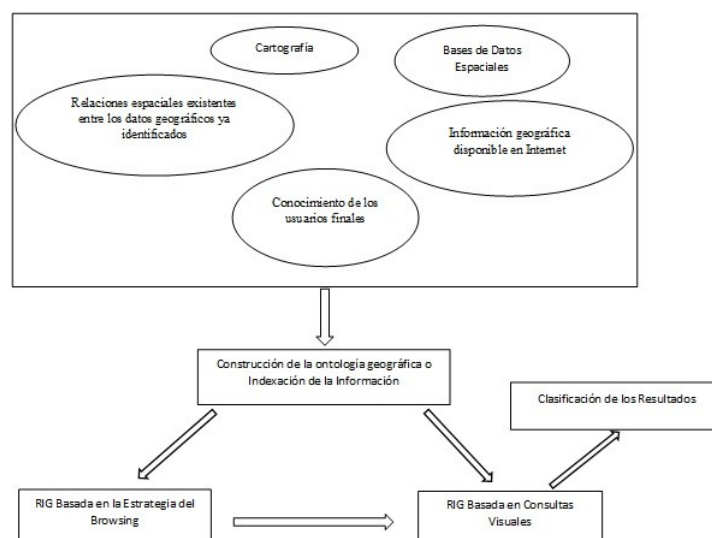 Cartografía
Bases de Datos
Espaciales
Relaciones espaciales existentes
entre los datos geográficos ya
identificados
Información geográfica
disponible en Internet
Conocimiento de los
usuarios finales
Construcción de la ontología geográfica o
Indexación de la Información
Clasificación de los Resultados
RIG Basada en la Estrategia del
Browsing
RIG Basada en Consultas
Visuales